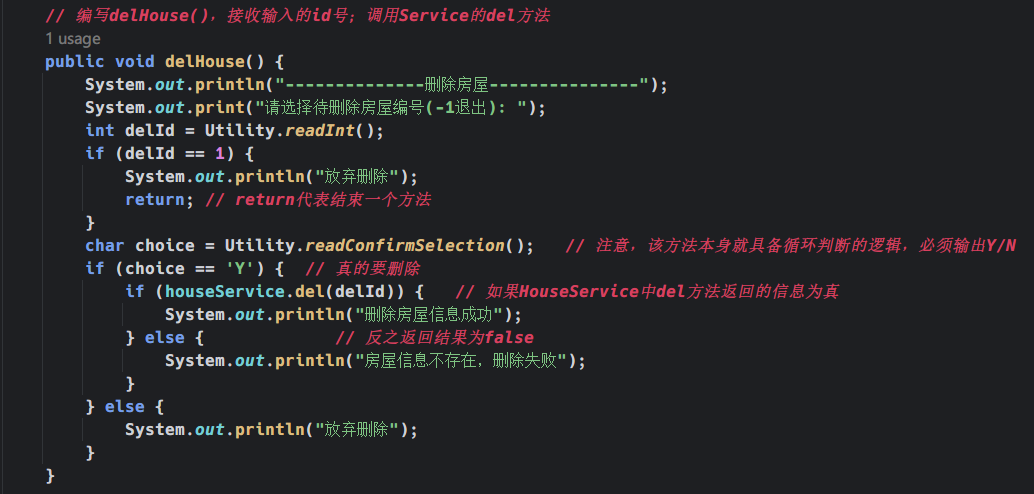 // 编写delHouse(), 接收输入的id号; 调用Service的del方法
1 usage
public void delHouse() {
System.out.println("--------------删除房屋---------------");
System.out.print("请选择待删除房屋编号(-1退出): ");
int delId = Utility.readInt();
if (delId == 1) {
System.out.println("放弃删除");
return; // return代表结束一个方法
}
char choice = Utility.readConfirmSelection(); // 注意, 该方法本身就具备循环判断的逻辑, 必须输出Y/N
if (choice == 'Y') { // 真的要删除
if (houseService.del(delId)) { // 如果HouseService中del方法返回的信息为真
System.out.println("删除房屋信息成功");
} else { // 反之返回结果为false
System.out.println("房屋信息不存在, 删除失败");
}
} else {
System.out.println("放弃删除");
}
}